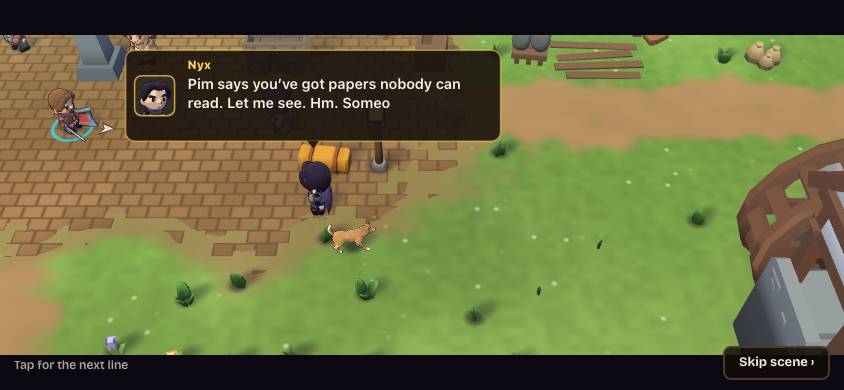 Nyx
Pim says you've got papers nobody can
read. Let me see. Hm. Someo
Tap for the next line
Skip scene ›